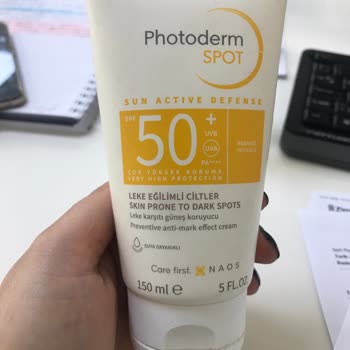 Photoderm
SPOT
SUN ACTIVE DEFENSE
SPF 50+
UVB
UVA
PA++++
ÇOK YÜKSEK KORUMA
VERY HIGH PROTECTION
LEKE EĞİLİMLİ CİLTLER
SKIN PRONE TO DARK SPOTS
Leke karşıtı güneş koruyucu
Preventive anti-mark effect cream
SUYA DAYANIKLI
Care first. NAOS
150 ml e 5 FL.OZ.